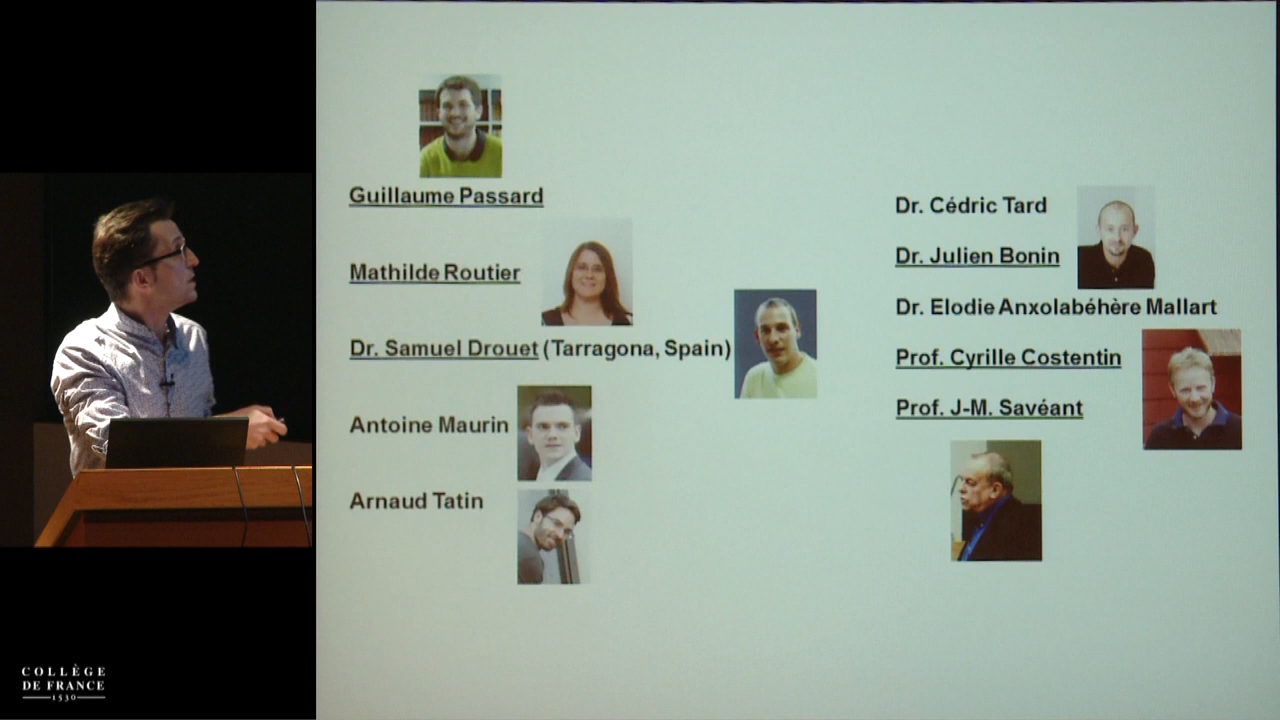 Guillaume Passard
Mathilde Routier
Dr. Samuel Drouet (Tarragona, Spain)
Antoine Maurin
Arnaud Tatin
Dr. Cédric Tard
Dr. Julien Bonin
Dr. Elodie Anxolabéhère Mallart
Prof. Cyrille Costentin
Prof. J-M. Savéant
COLLÈGE
DE FRANCE
1530